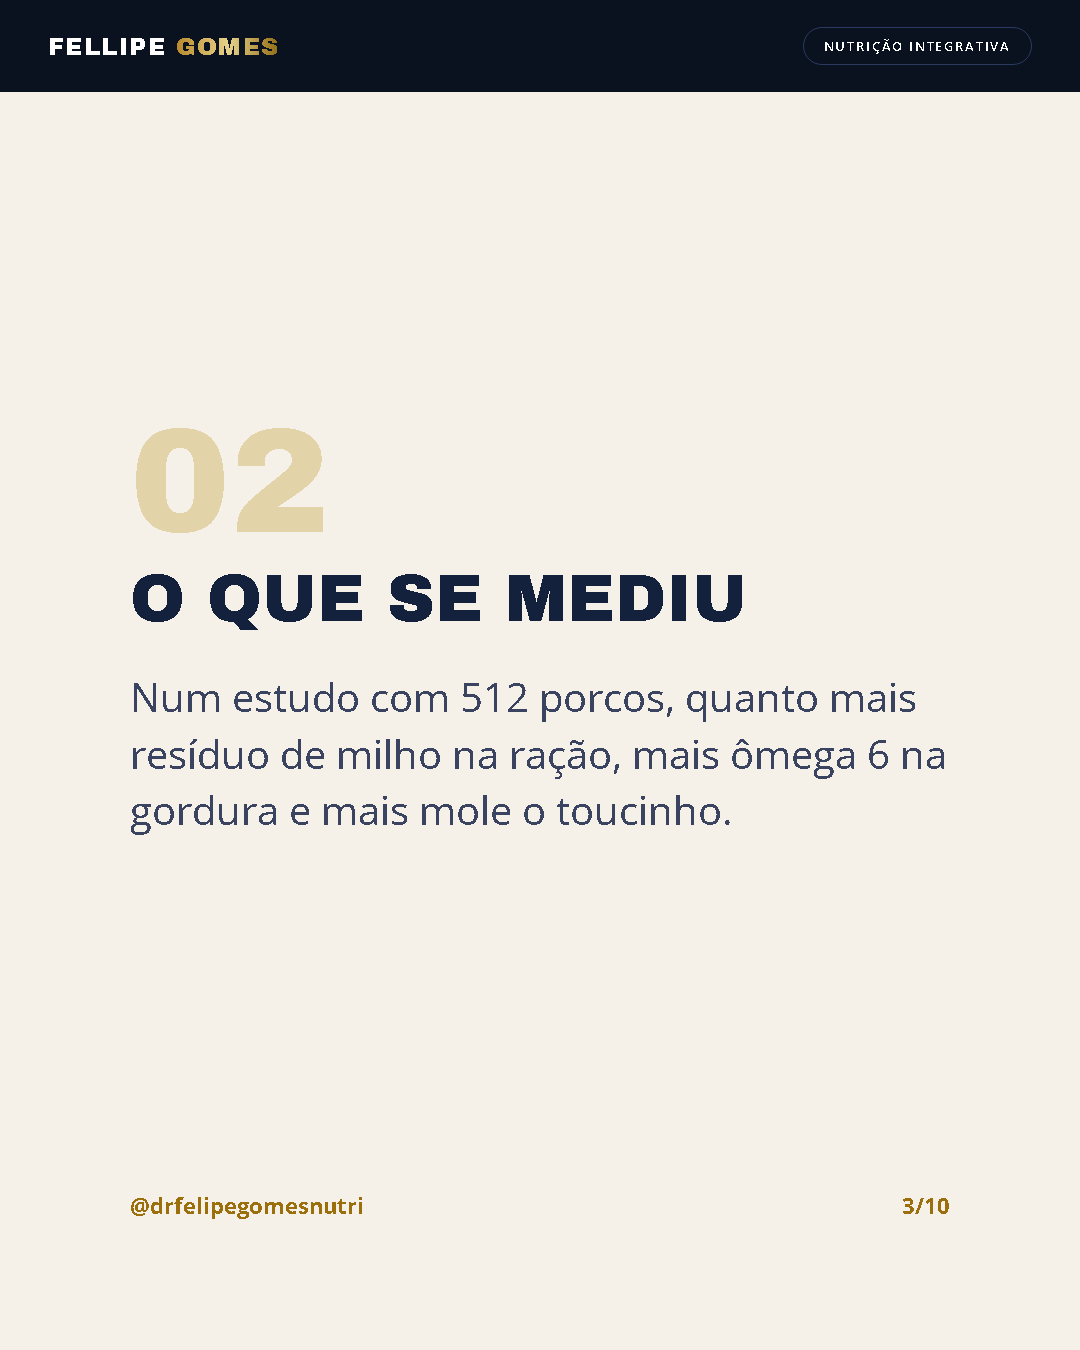 FELLIPE GOMES
NUTRIÇÃO INTEGRATIVA
02
O QUE SE MEDIU
Num estudo com 512 porcos, quanto mais
resíduo de milho na ração, mais ômega 6 na
gordura e mais mole o toucinho.
@drfelipegomesnutri
3/10